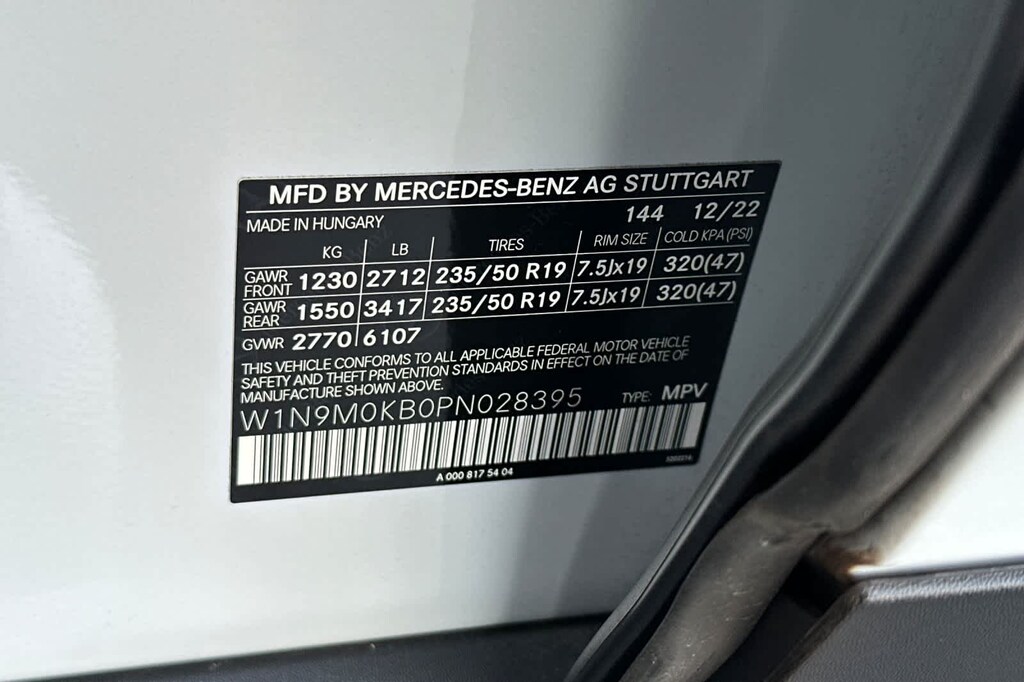 MFD BY MERCEDES-BENZ AG STUTTGART
MADE IN HUNGARY 144 12/22
KG LB TIRES RIM SIZE COLD KPA (PSI)
GAWR FRONT 1230 2712 235/50 R19 7.5Jx19 320(47)
GAWR REAR 1550 3417 235/50 R19 7.5Jx19 320(47)
GVWR 2770 6107
THIS VEHICLE CONFORMS TO ALL APPLICABLE FEDERAL MOTOR VEHICLE
SAFETY AND THEFT PREVENTION STANDARDS IN EFFECT ON THE DATE OF
MANUFACTURE SHOWN ABOVE.
W1N9M0KB0PN028395 TYPE: MPV
A 000 817 54 04